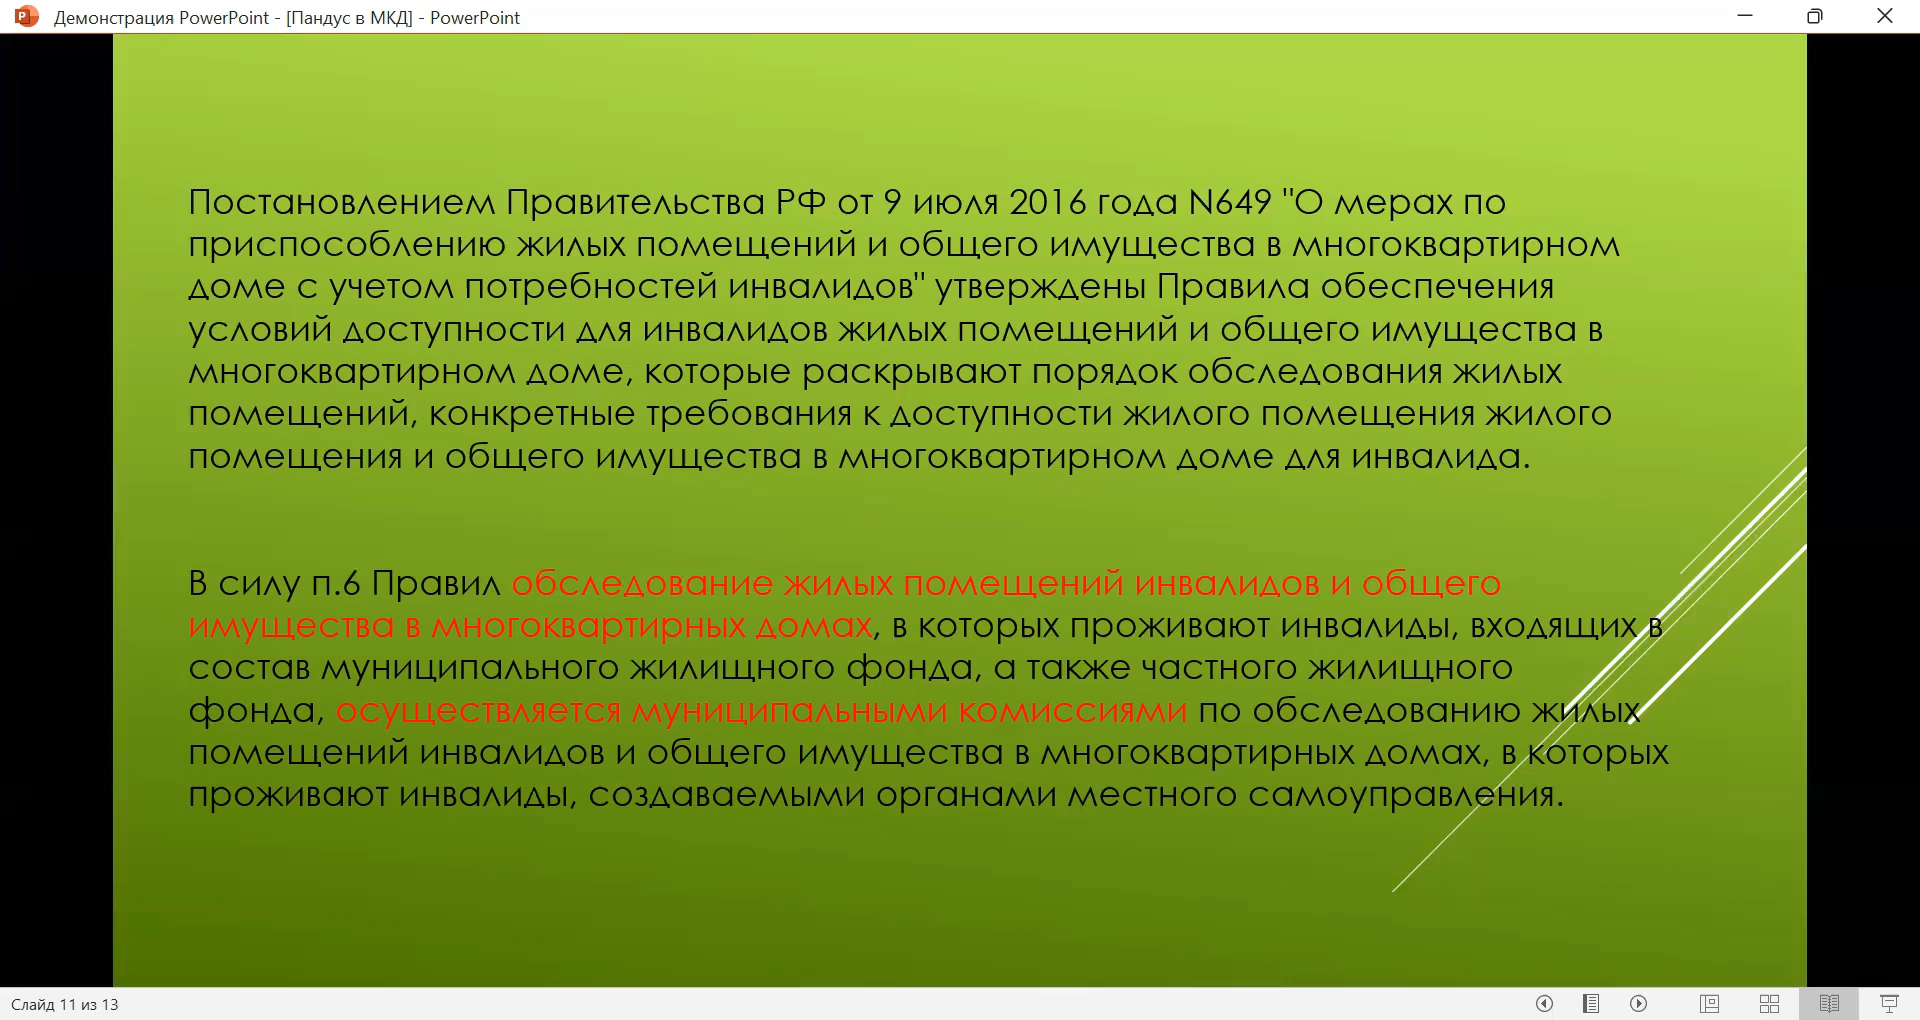 Демонстрация PowerPoint - [Пандус в МКД] - PowerPoint
Постановлением Правительства РФ от 9 июля 2016 года N649 "О мерах по
приспособлению жилых помещений и общего имущества в многоквартирном
доме с учетом потребностей инвалидов" утверждены Правила обеспечения
условий доступности для инвалидов жилых помещений и общего имущества в
многоквартирном доме, которые раскрывают порядок обследования жилых
помещений, конкретные требования к доступности жилого помещения жилого
помещения и общего имущества в многоквартирном доме для инвалида.
В силу п.6 Правил обследование жилых помещений инвалидов и общего
имущества в многоквартирных домах, в которых проживают инвалиды, входящих в
состав муниципального жилищного фонда, а также частного жилищного
фонда, осуществляется муниципальными комиссиями по обследованию жилых
помещений инвалидов и общего имущества в многоквартирных домах, в которых
проживают инвалиды, создаваемыми органами местного самоуправления.
Слайд 11 из 13